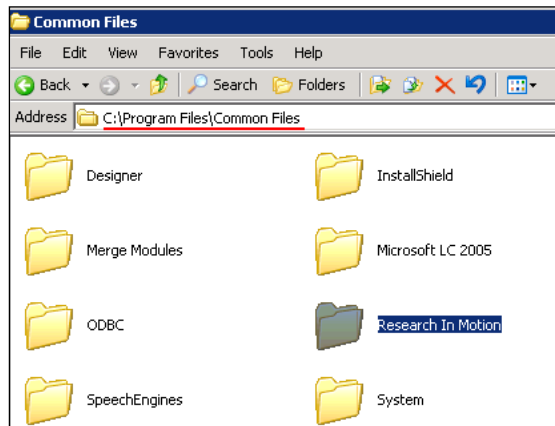 Common Files
File Edit View Favorites Tools Help
Back Search Folders
Address C:\Program Files\Common Files
Designer InstallShield
Merge Modules Microsoft LC 2005
ODBC Research In Motion
SpeechEngines System